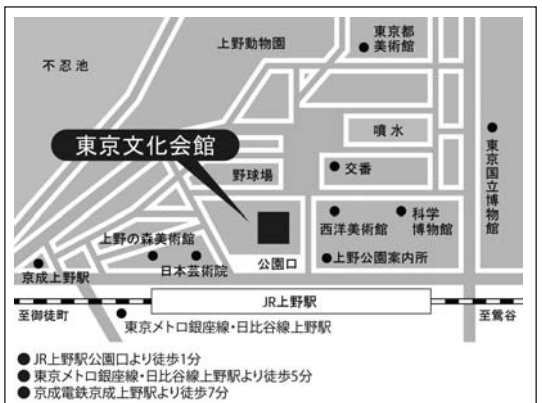 上野動物園
東京都
美術館
不忍池
噴水
東京文化会館
交番
東京国立博物館
野球場
西洋美術館
科学
博物館
上野の森美術館
上野公園案内所
京成上野駅
日本芸術院
公園口
JR上野駅
至御徒町
至鶯谷
東京メトロ銀座線・日比谷線上野駅
●JR上野駅公園口より徒歩1分
●東京メトロ銀座線・日比谷線上野駅より徒歩5分
●京成電鉄京成上野駅より徒歩7分